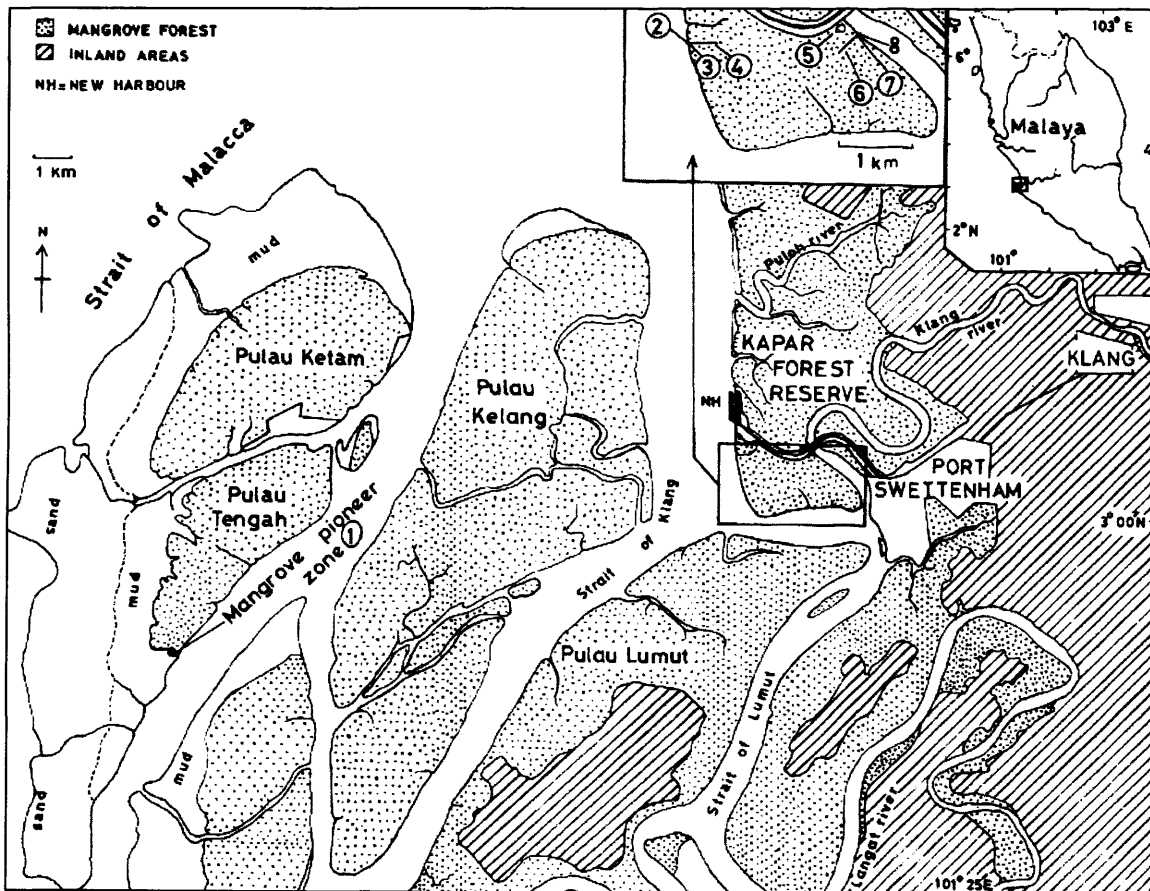 MANGROVE FOREST
INLAND AREAS
NH=NEW HARBOUR
1 KM
N
Strait of Malacca
mud
Pulau Ketam
Pulau
Kelang
Pulau
Tengah
Mangrove pioneer
zone 1
sand
mud
mud
sand
2
3
4
5
6
7
8
1 km
103° E
6°
Malaya
4
2°N
101°
Puloh river
Klang
river
KLANG
KAPAR
FOREST
RESERVE
NH
PORT
SWETTENHAM
3° 00'N
Strait of Klang
Pulau Lumut
Strait of Lumut
Langat river
101° 25E